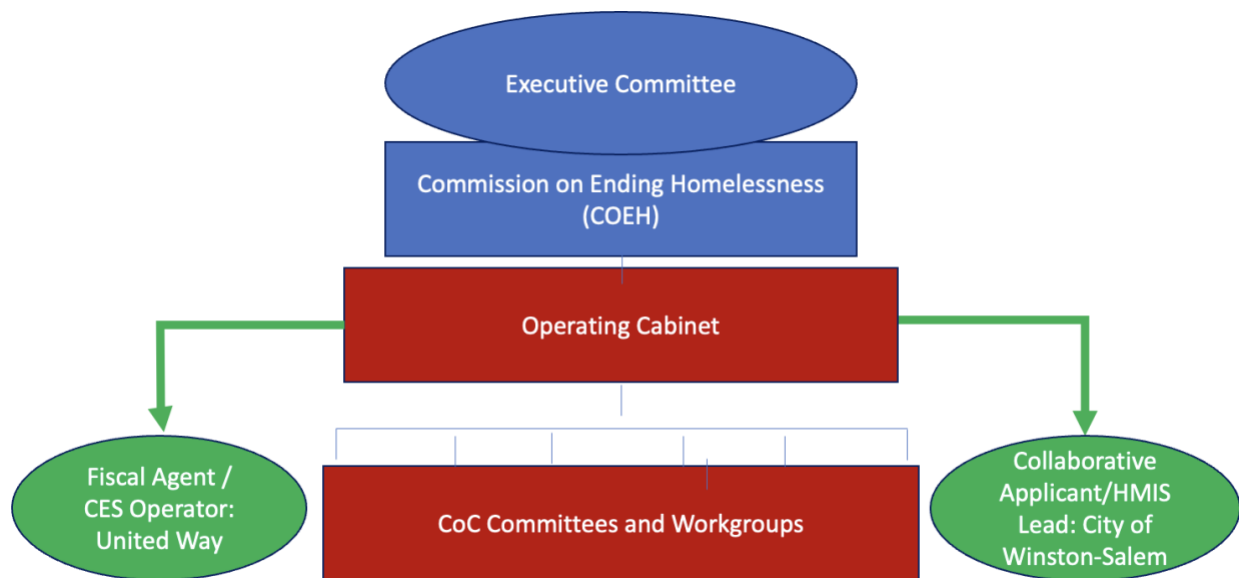 Executive Committee
Commission on Ending Homelessness
(COEH)
Operating Cabinet
Fiscal Agent /
CES Operator:
United Way
CoC Committees and Workgroups
Collaborative
Applicant/HMIS
Lead: City of
Winston-Salem